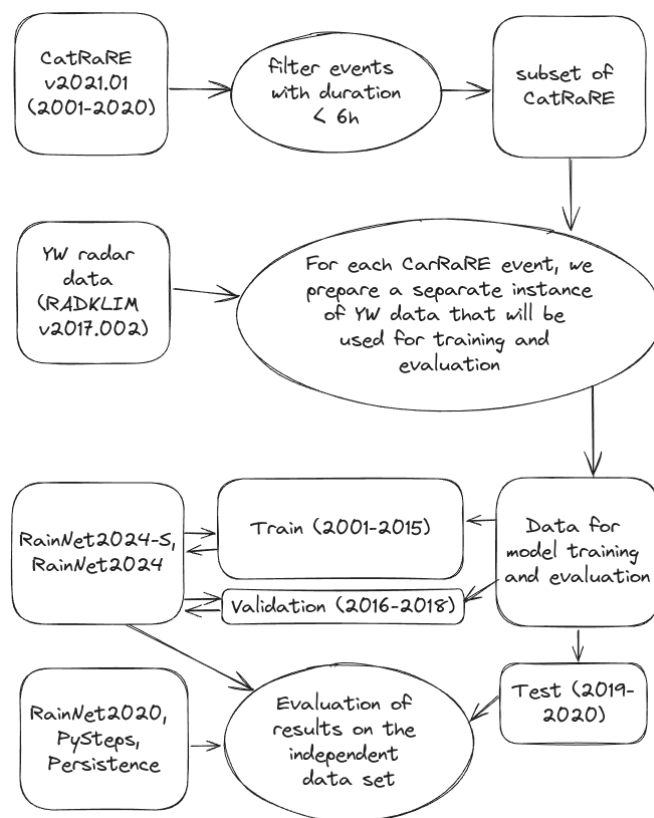 CatRaRE
v2021.01
(2001-2020)
filter events
with duration
< 6h
subset of
CatRaRE
YW radar
data
(RADKLIM
v2017.002)
For each CarRaRE event, we
prepare a separate instance
of YW data that will be
used for training and
evaluation
RainNet2024-S,
RainNet2024
Train (2001-2015)
Validation (2016-2018)
Data for
model training
and evaluation
RainNet2020,
PySteps,
Persistence
Evaluation of
results on the
independent
data set
Test (2019-
2020)